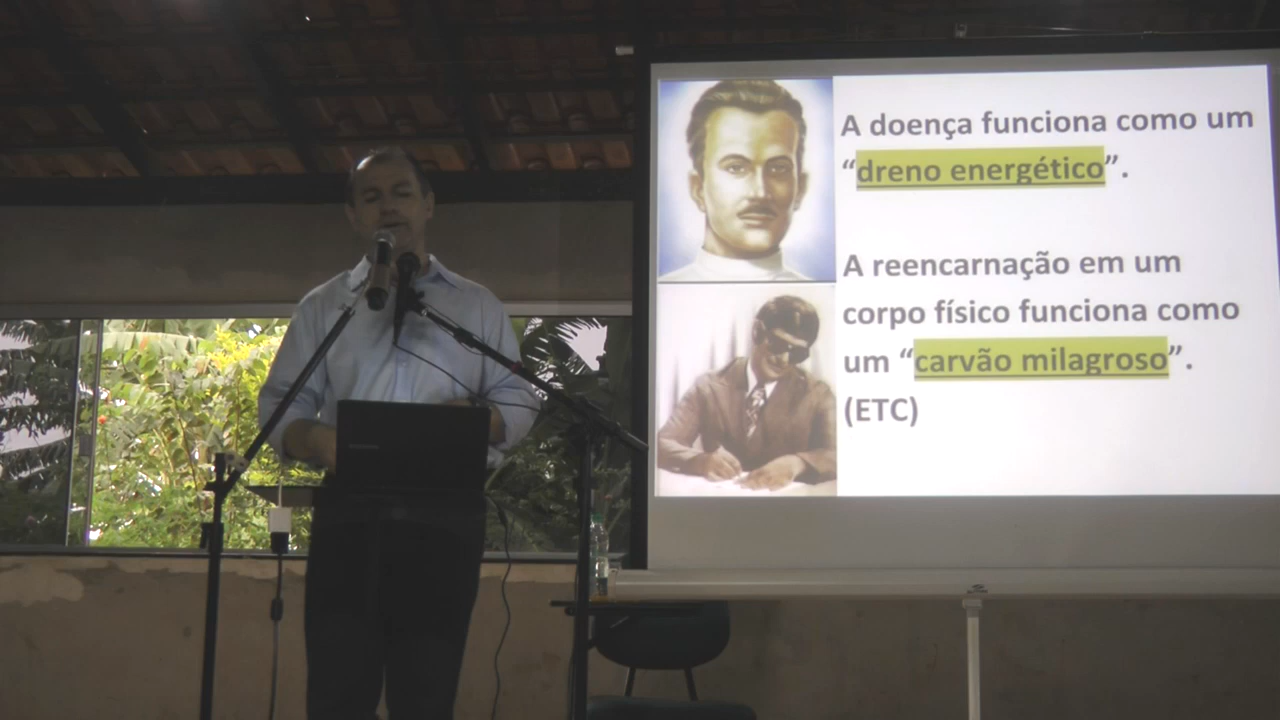 A doença funciona como um
“dreno energético”.
A reencarnação em um
corpo físico funciona como
um “carvão milagroso”.
(ETC)